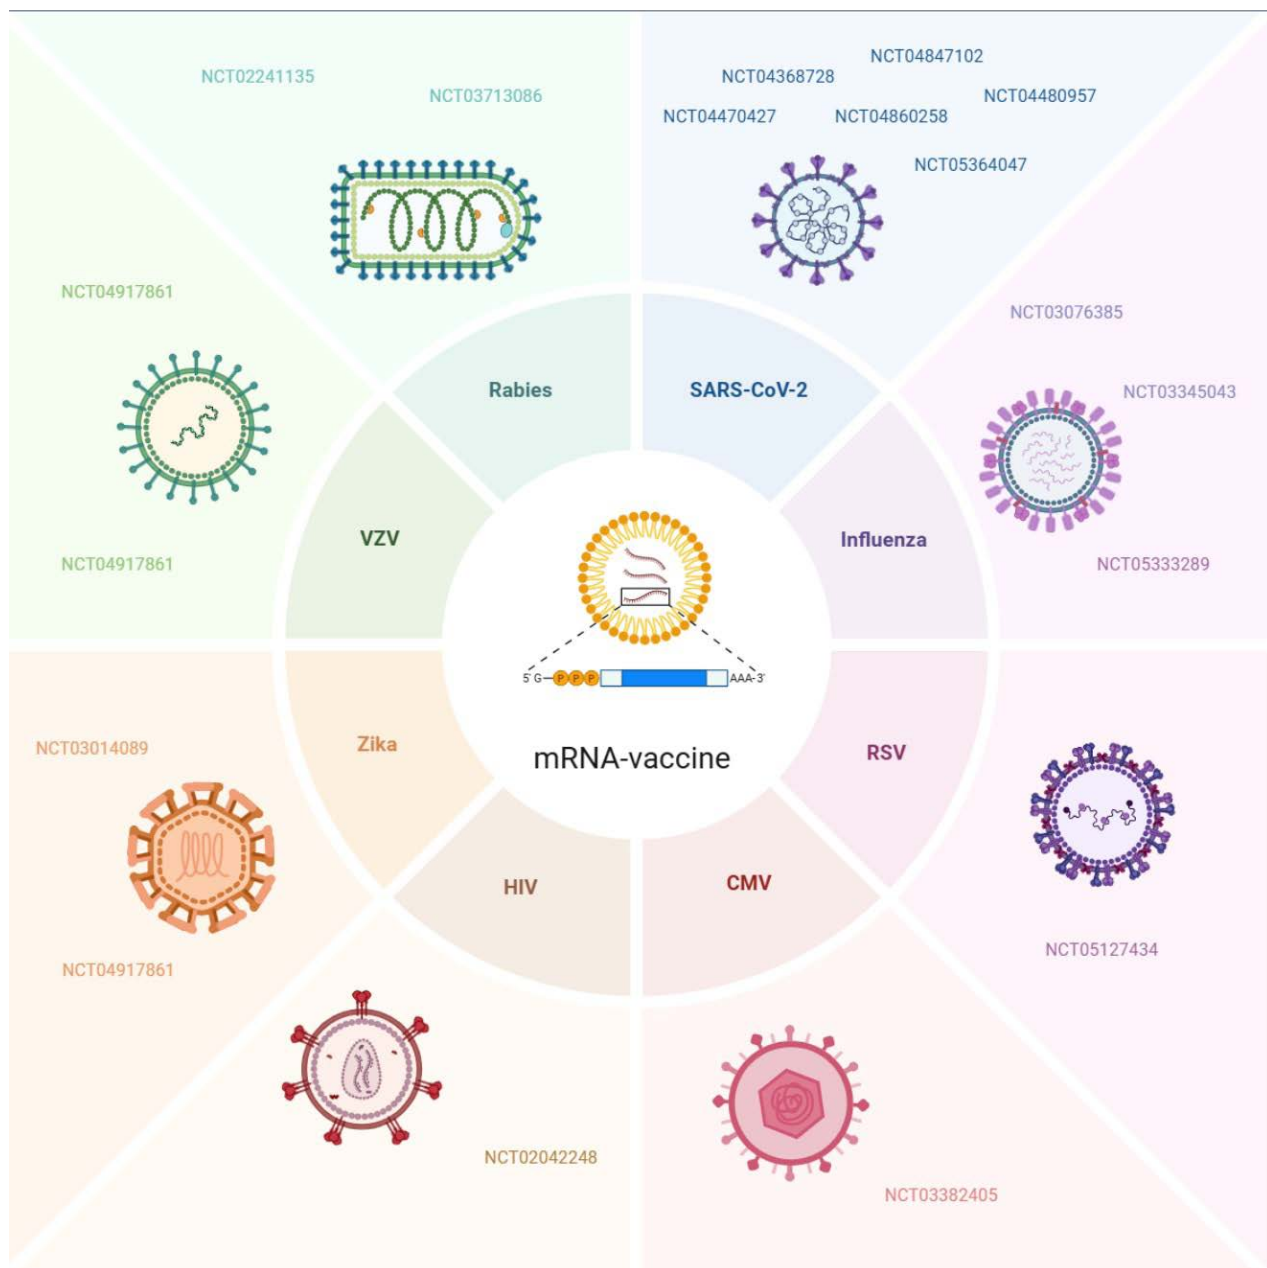 NCT02241135
NCT03713086
Rabies
NCT04847102
NCT04368728
NCT04480957
NCT04470427
NCT04860258
NCT05364047
SARS-CoV-2
NCT03076385
NCT03345043
NCT05333289
Influenza
NCT04917861
NCT04917861
VZV
5' G P P P AAA-3'
mRNA-vaccine
NCT03014089
NCT04917861
Zika
RSV
NCT05127434
HIV
NCT02042248
CMV
NCT03382405